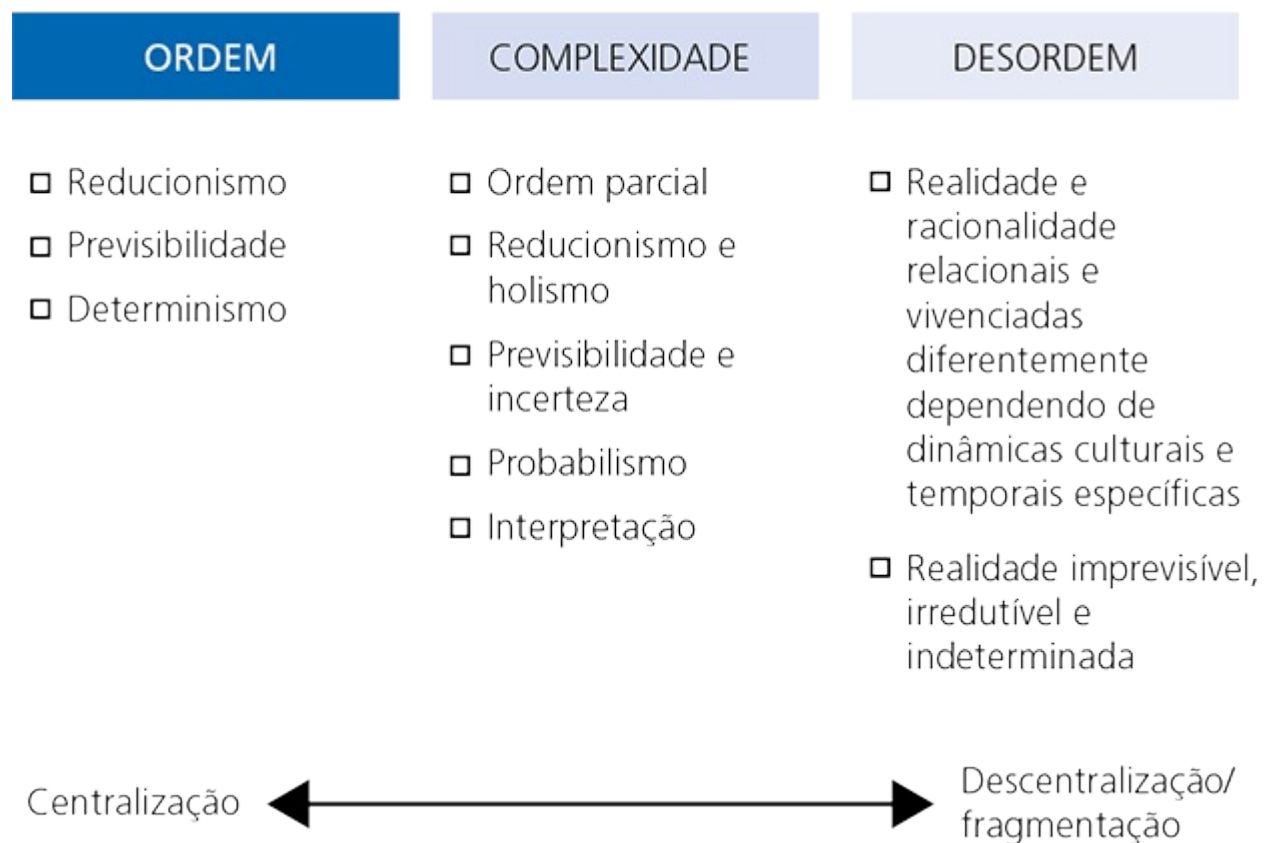 ORDEM
Reducionismo
Previsibilidade
Determinismo
COMPLEXIDADE
Ordem parcial
Reducionismo e
holismo
Previsibilidade e
incerteza
Probabilismo
Interpretação
DESORDEM
Realidade e
racionalidade
relacionais e
vivenciadas
diferentemente
dependendo de
dinâmicas culturais e
temporais específicas
Realidade imprevisível,
irredutível e
indeterminada
Centralização
Descentralização/
fragmentação